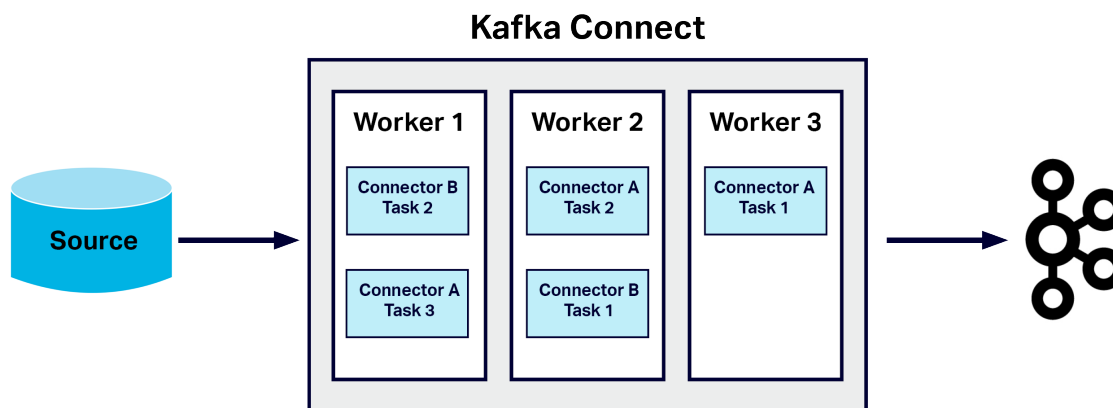 Kafka Connect
Source
Worker 1
Connector B
Task 2
Connector A
Task 3
Worker 2
Connector A
Task 2
Connector B
Task 1
Worker 3
Connector A
Task 1